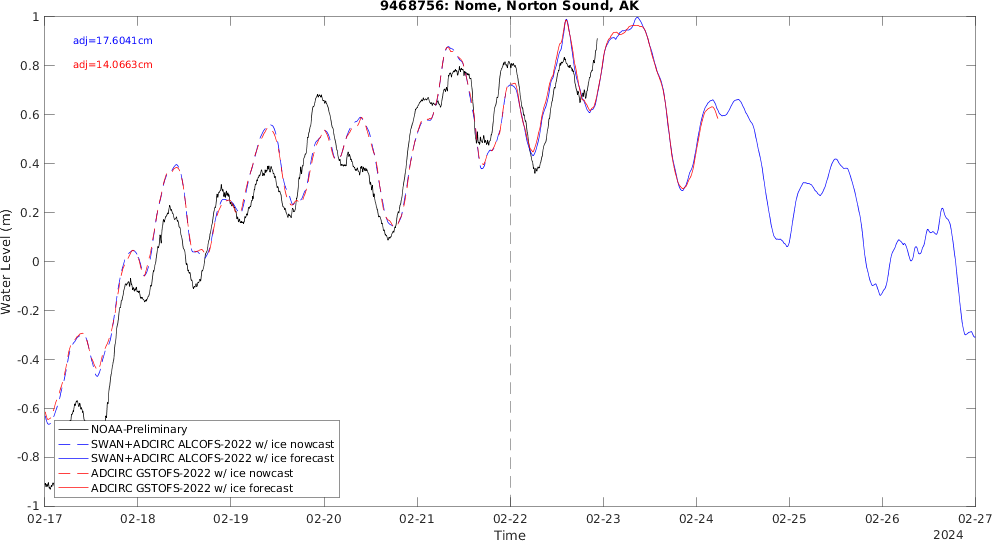 9468756: Nome, Norton Sound, AK
adj=17.6041cm
adj=14.0663cm
1
0.8
0.6
0.4
0.2
0
-0.2
-0.4
-0.6
-0.8
-1
Water Level (m)
NOAA-Preliminary
SWAN+ADCIRC ALCOFS-2022 w/ ice nowcast
SWAN+ADCIRC ALCOFS-2022 w/ ice forecast
ADCIRC GSTOFS-2022 w/ ice nowcast
ADCIRC GSTOFS-2022 w/ ice forecast
02-17 02-18 02-19 02-20 02-21 02-22 02-23 02-24 02-25 02-26 02-27
Time
2024